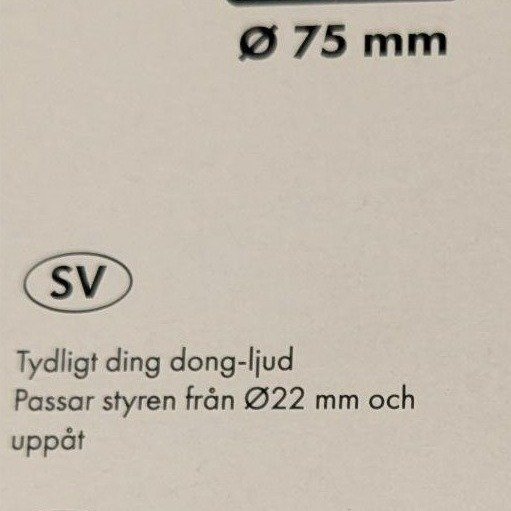 Ø 75 mm
SV
Tydligt ding dong-ljud
Passar styren från Ø22 mm och
uppåt